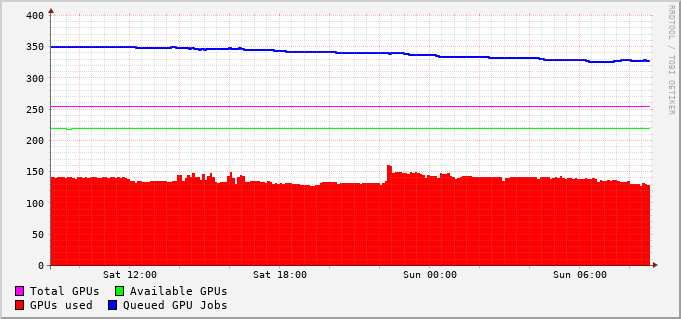 400
350
300
250
200
150
100
50
0
Sat 12:00 Sat 18:00 Sun 00:00 Sun 06:00
Total GPUs Available GPUs
GPUs used Queued GPU Jobs
RRDTOOL / TOBI OETIKER